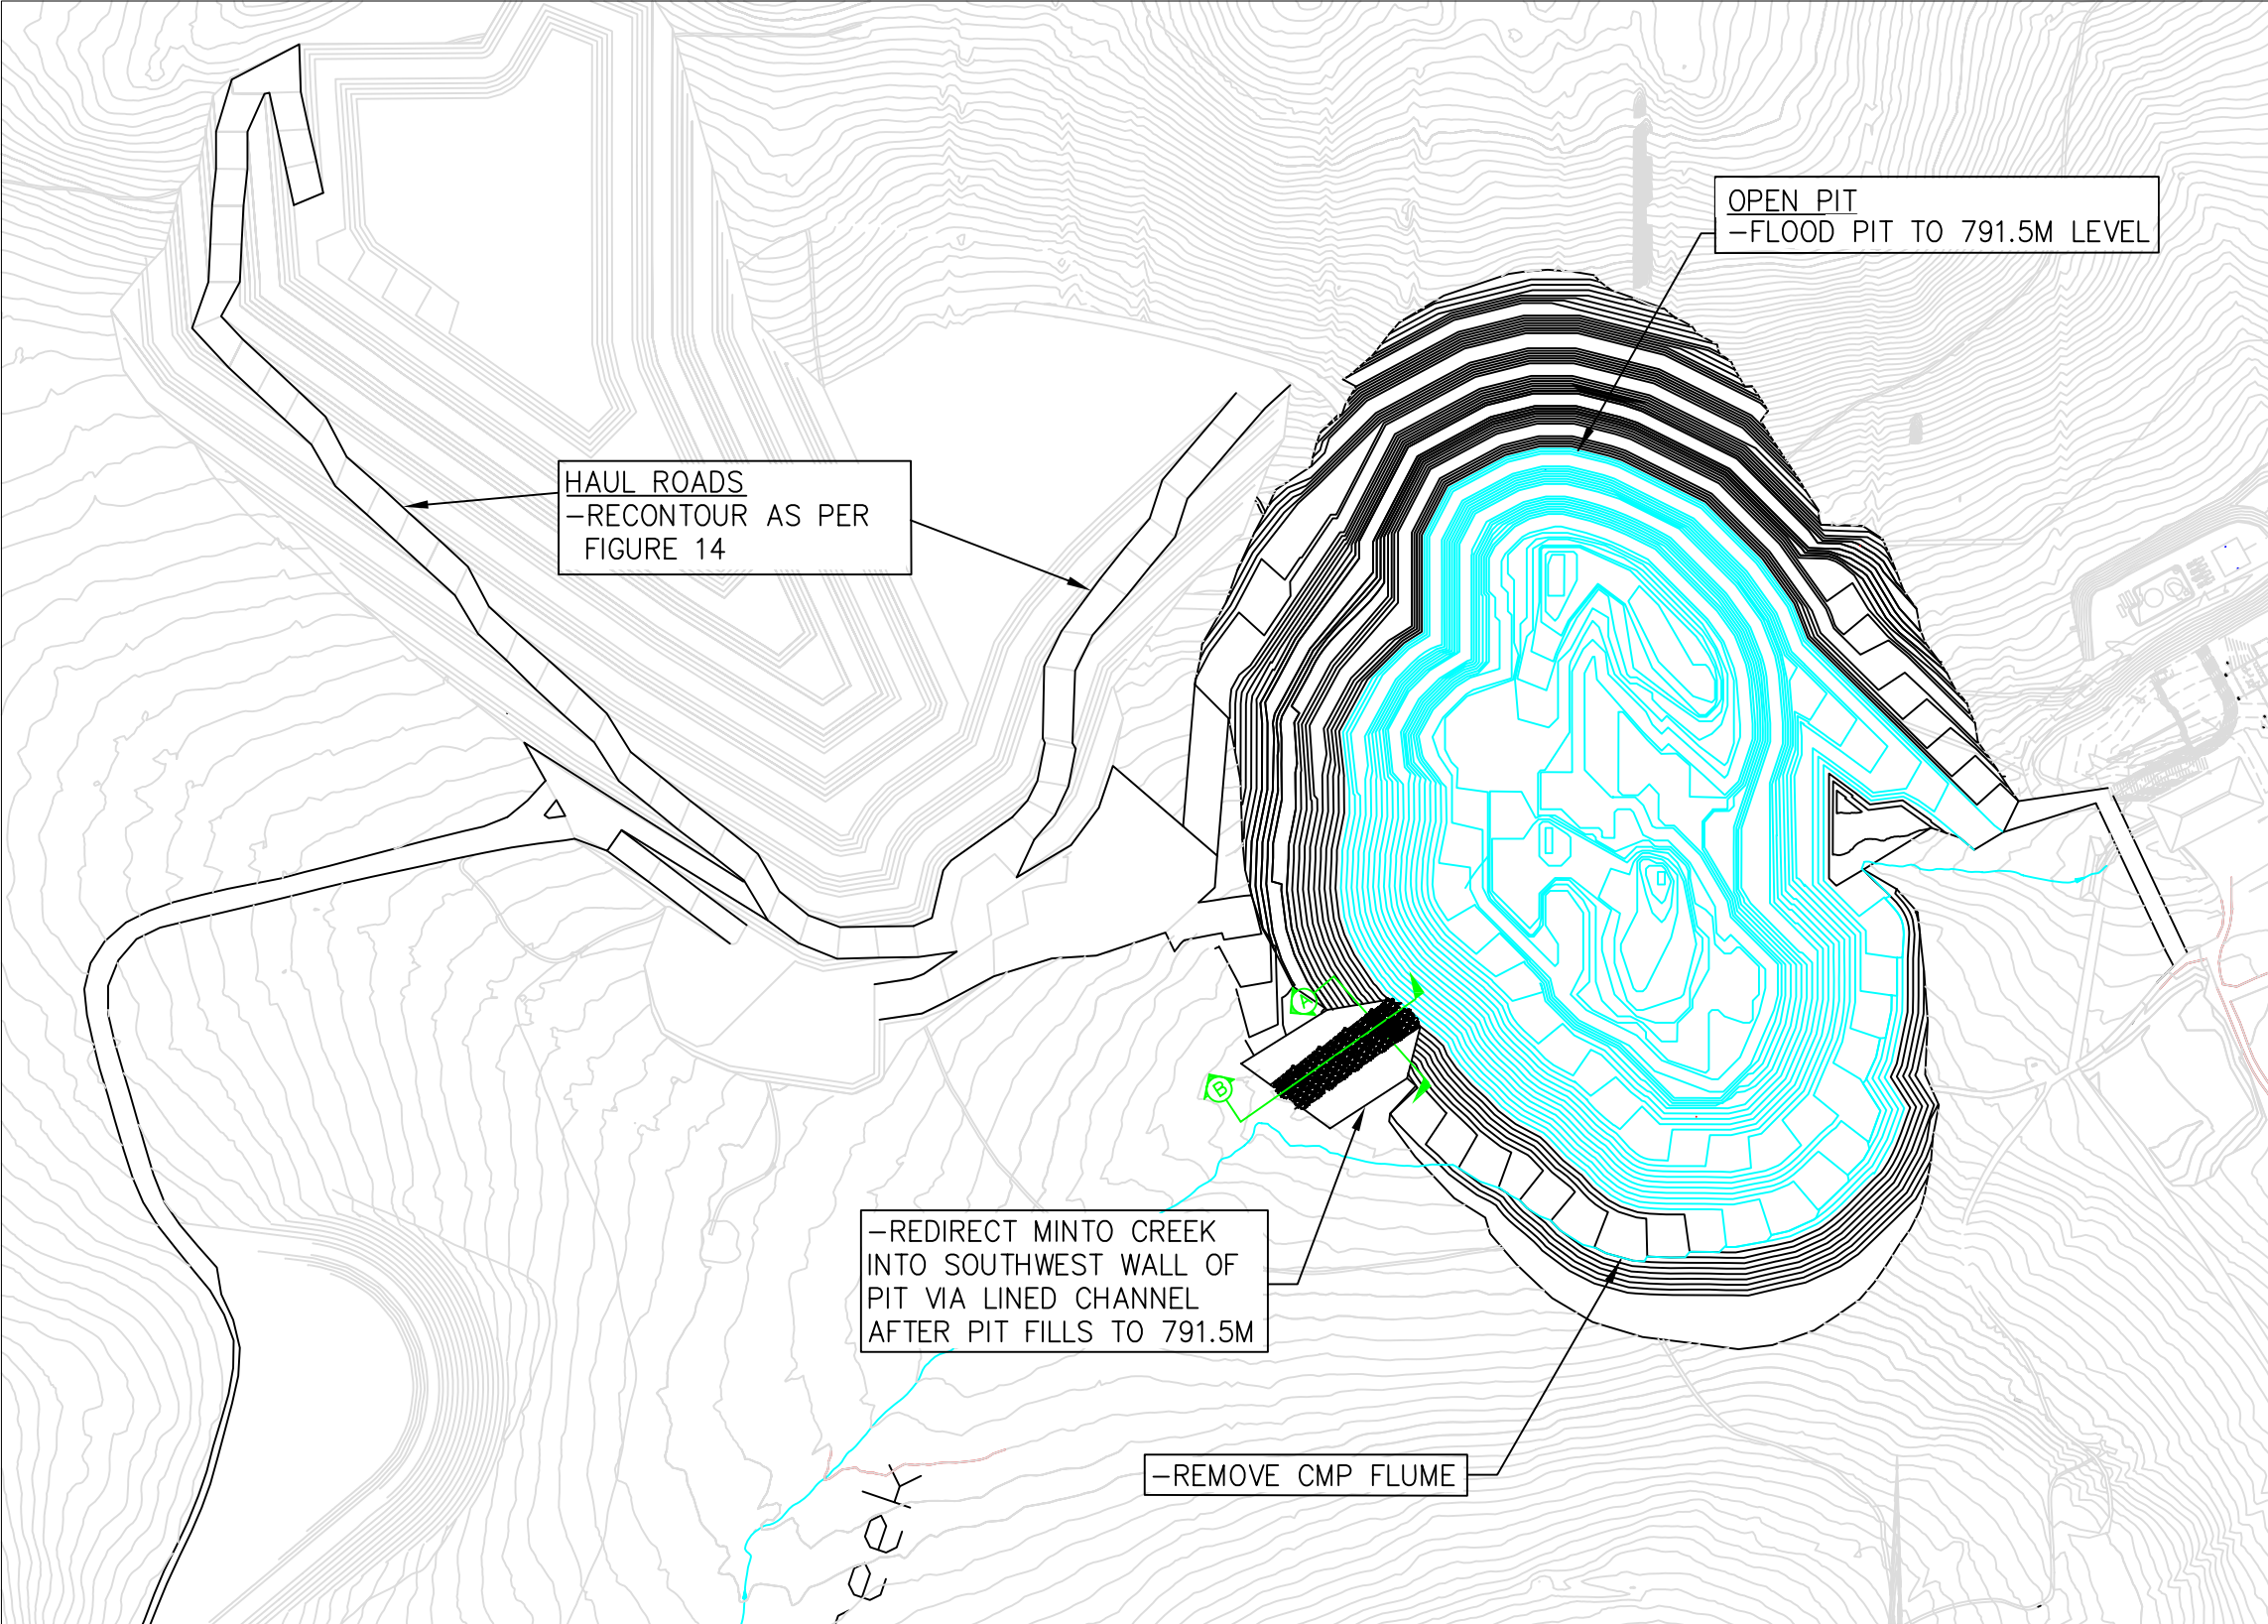 OPEN PIT
-FLOOD PIT TO 791.5M LEVEL
HAUL ROADS
-RECONTOUR AS PER
FIGURE 14
A
B
-REDIRECT MINTO CREEK
INTO SOUTHWEST WALL OF
PIT VIA LINED CHANNEL
AFTER PIT FILLS TO 791.5M
-REMOVE CMP FLUME